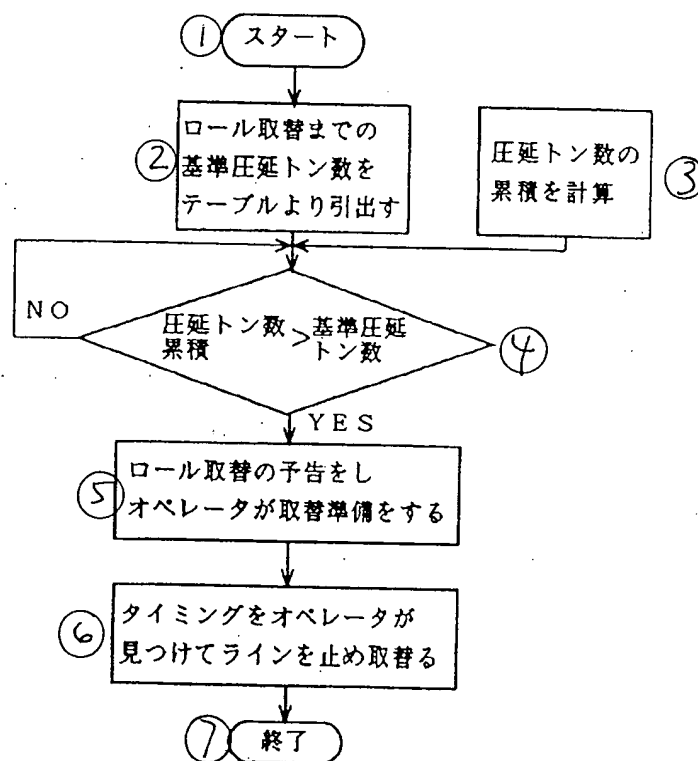 ① スタート
② ロール取替までの
基準圧延トン数を
テーブルより引出す
圧延トン数の
累積を計算
③
NO
圧延トン数
累積
>
基準圧延
トン数
④
YES
⑤ ロール取替の予告をし
オペレータが取替準備をする
⑥ タイミングをオペレータが
見つけてラインを止め取替る
⑦ 終了